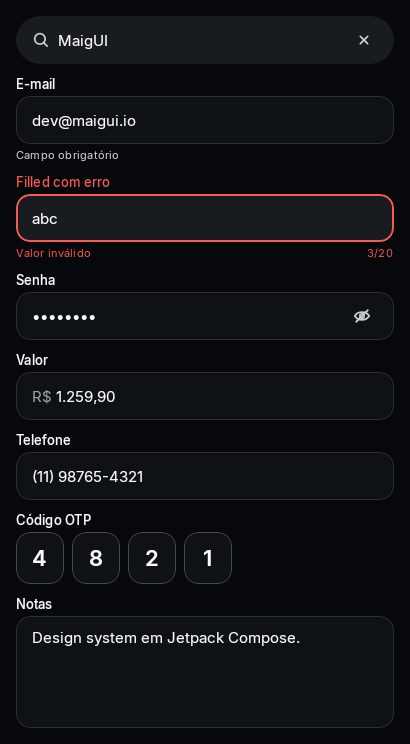 MaigUI
E-mail
dev@maigui.io
Campo obrigatório
Filled com erro
abc
Valor inválido 3/20
Senha
••••••••
Valor
R$ 1.259,90
Telefone
(11) 98765-4321
Código OTP
4 8 2 1
Notas
Design system em Jetpack Compose.